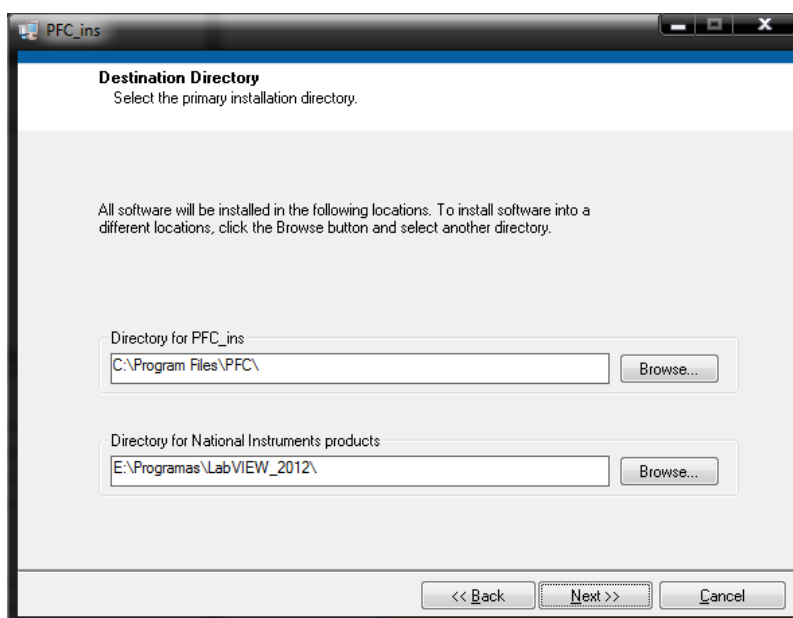 PFC_ins
Destination Directory
Select the primary installation directory.
All software will be installed in the following locations. To install software into a
different locations, click the Browse button and select another directory.
Directory for PFC_ins
C:\Program Files\PFC\
Browse...
Directory for National Instruments products
E:\Programas\LabVIEW_2012\
Browse...
<< Back
Next >>
Cancel